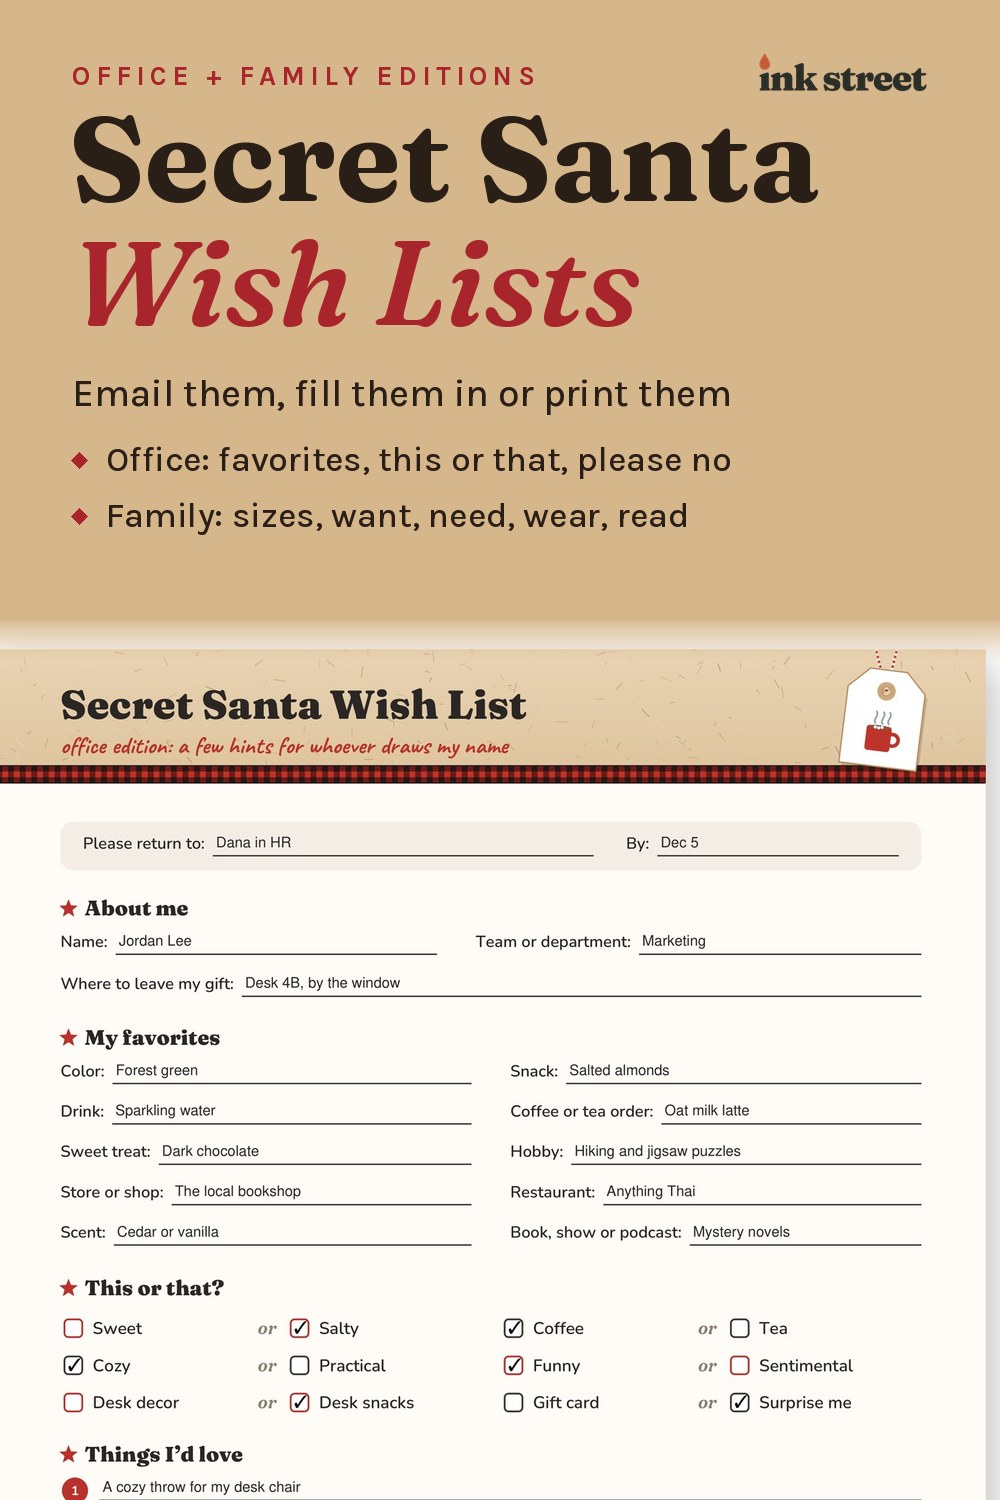 OFFICE + FAMILY EDITIONS
ink street
Secret Santa
Wish Lists
Email them, fill them in or print them
Office: favorites, this or that, please no
Family: sizes, want, need, wear, read
Secret Santa Wish List
office edition: a few hints for whoever draws my name
Please return to: Dana in HR By: Dec 5
About me
Name: Jordan Lee Team or department: Marketing
Where to leave my gift: Desk 4B, by the window
My favorites
Color: Forest green Snack: Salted almonds
Drink: Sparkling water Coffee or tea order: Oat milk latte
Sweet treat: Dark chocolate Hobby: Hiking and jigsaw puzzles
Store or shop: The local bookshop Restaurant: Anything Thai
Scent: Cedar or vanilla Book, show or podcast: Mystery novels
This or that?
Sweet or Salty Coffee or Tea
Cozy or Practical Funny or Sentimental
Desk decor or Desk snacks Gift card or Surprise me
Things I'd love
1 A cozy throw for my desk chair